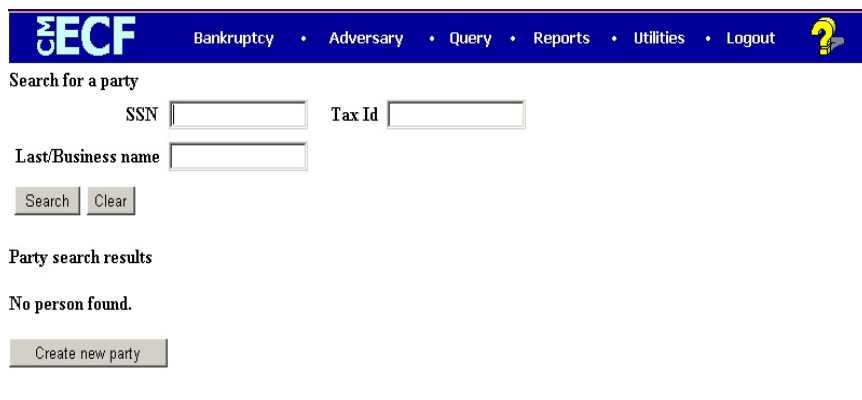 CM ECF Bankruptcy • Adversary • Query • Reports • Utilities • Logout ?
Search for a party
SSN Tax Id
Last/Business name
Search Clear
Party search results
No person found.
Create new party